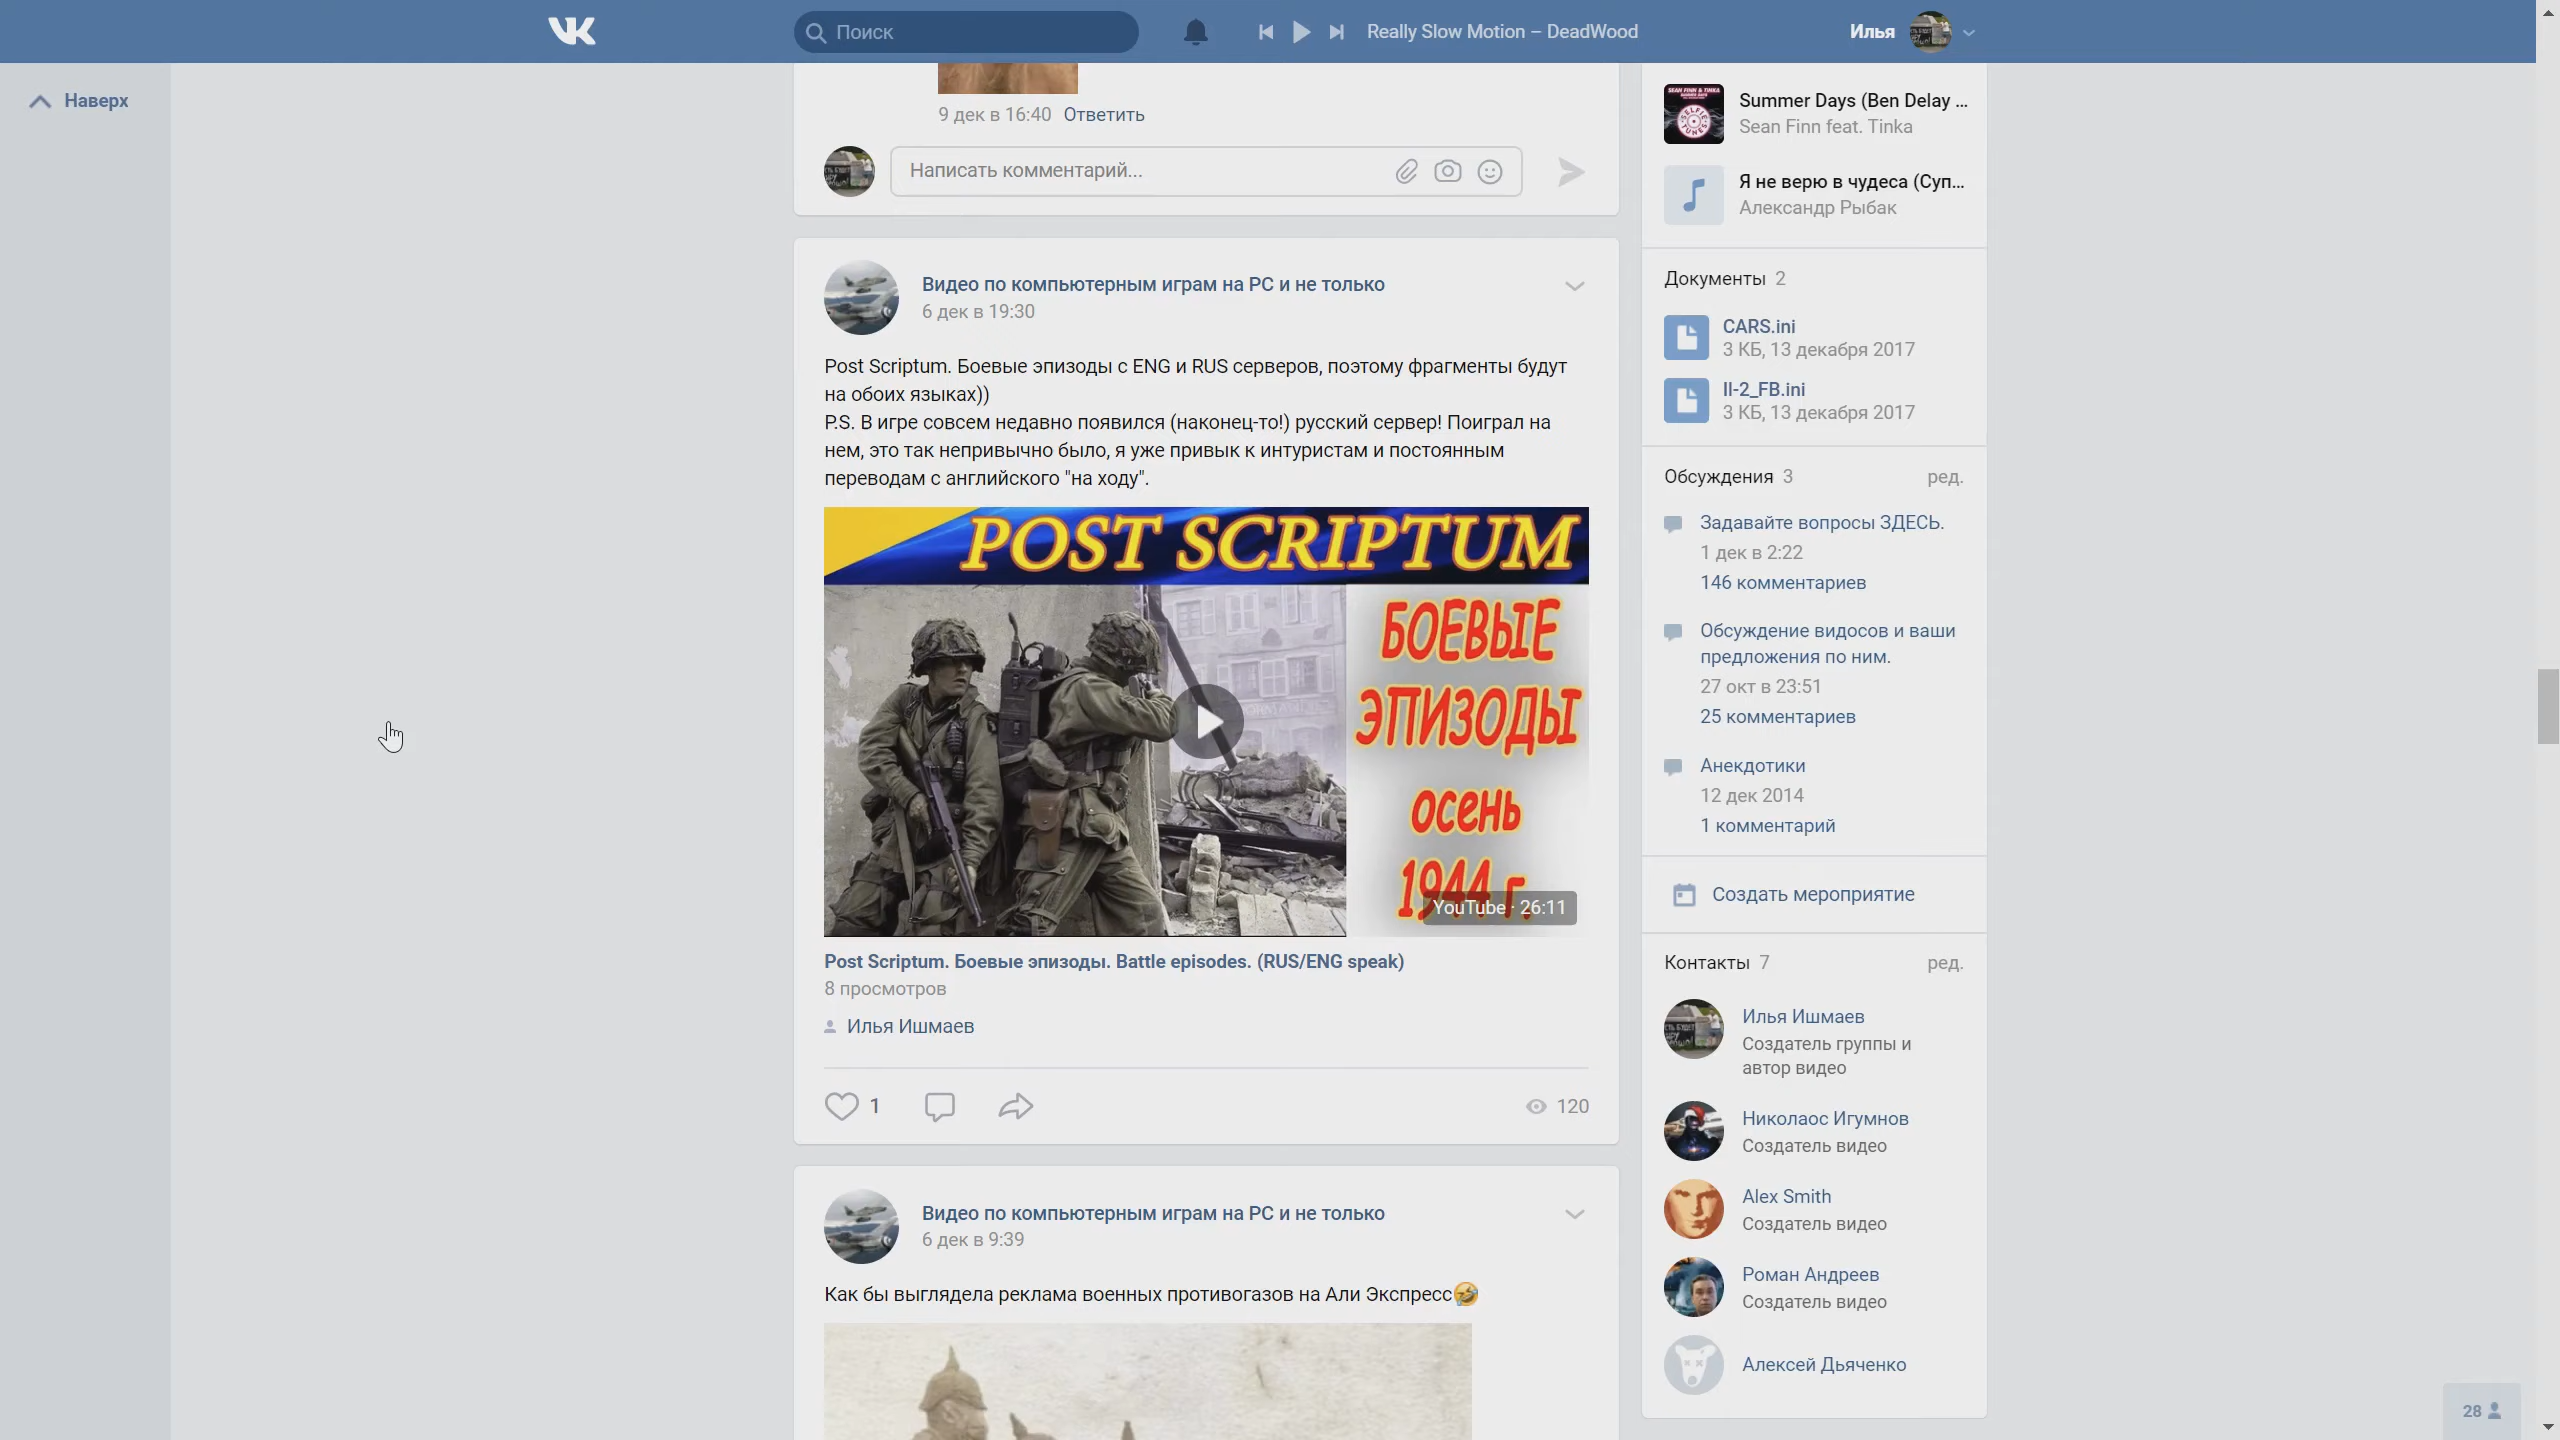 Поиск
Really Slow Motion – DeadWood
Илья
Наверх
9 дек в 16:40 Ответить
Написать комментарий...
Видео по компьютерным играм на PC и не только
6 дек в 19:30
Post Scriptum. Боевые эпизоды с ENG и RUS серверов, поэтому фрагменты будут
на обоих языках))
P.S. В игре совсем недавно появился (наконец-то!) русский сервер! Поиграл на
нем, это так непривычно было, я уже привык к интуристам и постоянным
переводам с английского "на ходу".
POST SCRIPTUM
БОЕВЫЕ
ЭПИЗОДЫ
осень
1944 г.
YouTube · 26:11
Post Scriptum. Боевые эпизоды. Battle episodes. (RUS/ENG speak)
8 просмотров
Илья Ишмаев
1
120
Видео по компьютерным играм на PC и не только
6 дек в 9:39
Как бы выглядела реклама военных противогазов на Али Экспресс🤣
Summer Days (Ben Delay ...
Sean Finn feat. Tinka
Я не верю в чудеса (Суп...
Александр Рыбак
Документы 2
CARS.ini
3 КБ, 13 декабря 2017
Il-2_FB.ini
3 КБ, 13 декабря 2017
Обсуждения 3 ред.
Задавайте вопросы ЗДЕСЬ.
1 дек в 2:22
146 комментариев
Обсуждение видосов и ваши
предложения по ним.
27 окт в 23:51
25 комментариев
Анекдотики
12 дек 2014
1 комментарий
Создать мероприятие
Контакты 7 ред.
Илья Ишмаев
Создатель группы и
автор видео
Николаос Игумнов
Создатель видео
Alex Smith
Создатель видео
Роман Андреев
Создатель видео
Алексей Дьяченко
28